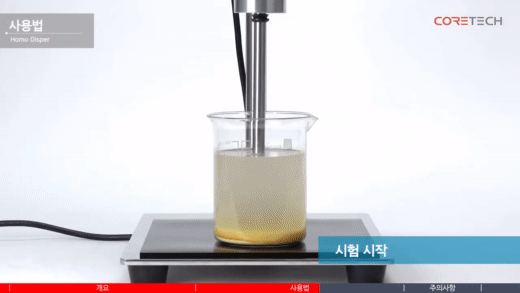 사용법
Homo Disper
CORETECH
시험 시작
개요
사용법
주의사항